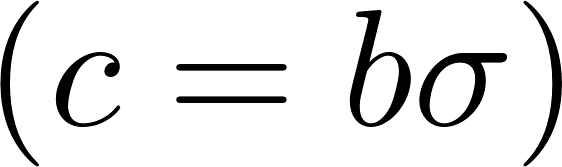 (c = bσ)